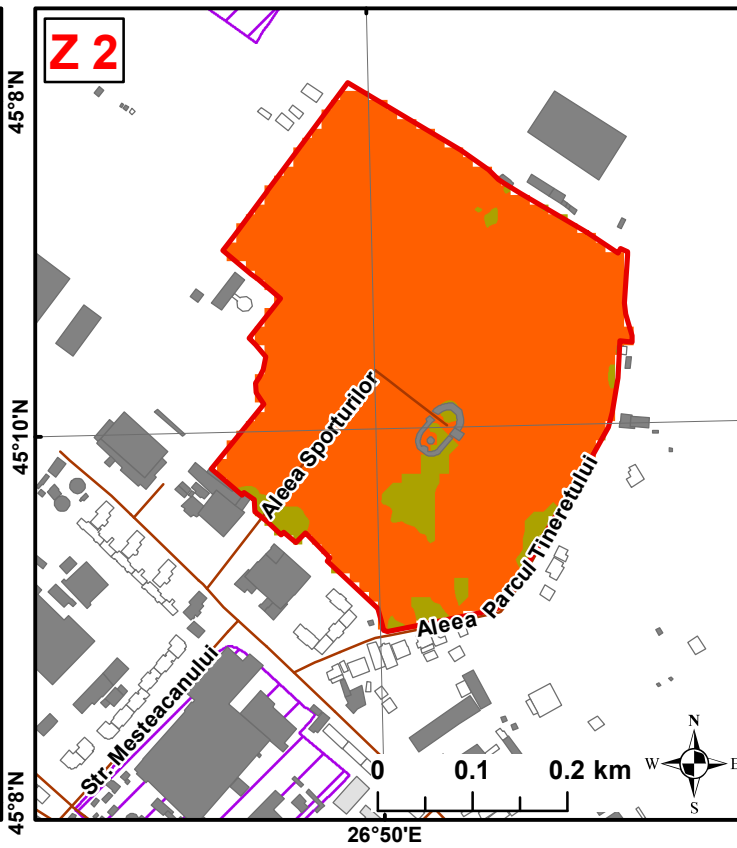 Z 2
45°8'N
45°10'N
Aleea Sporturilor
Aleea Parcul Tineretului
Str. Mesteacanului
45°8'N
0 0.1 0.2 km
N
W E
S
26°50'E